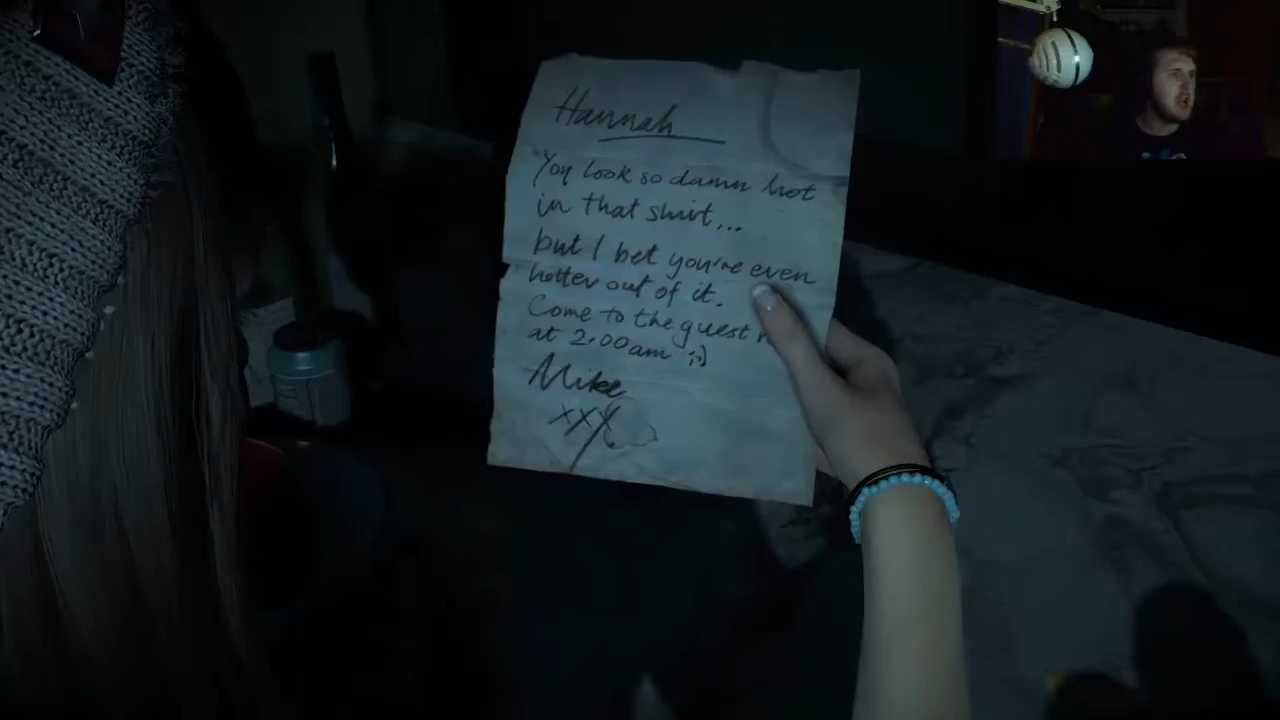 Hannah
You look so damn hot
in that shirt...
but I bet you're even
hotter out of it.
Come to the guest
at 2.00am ;)
Mike
xxx